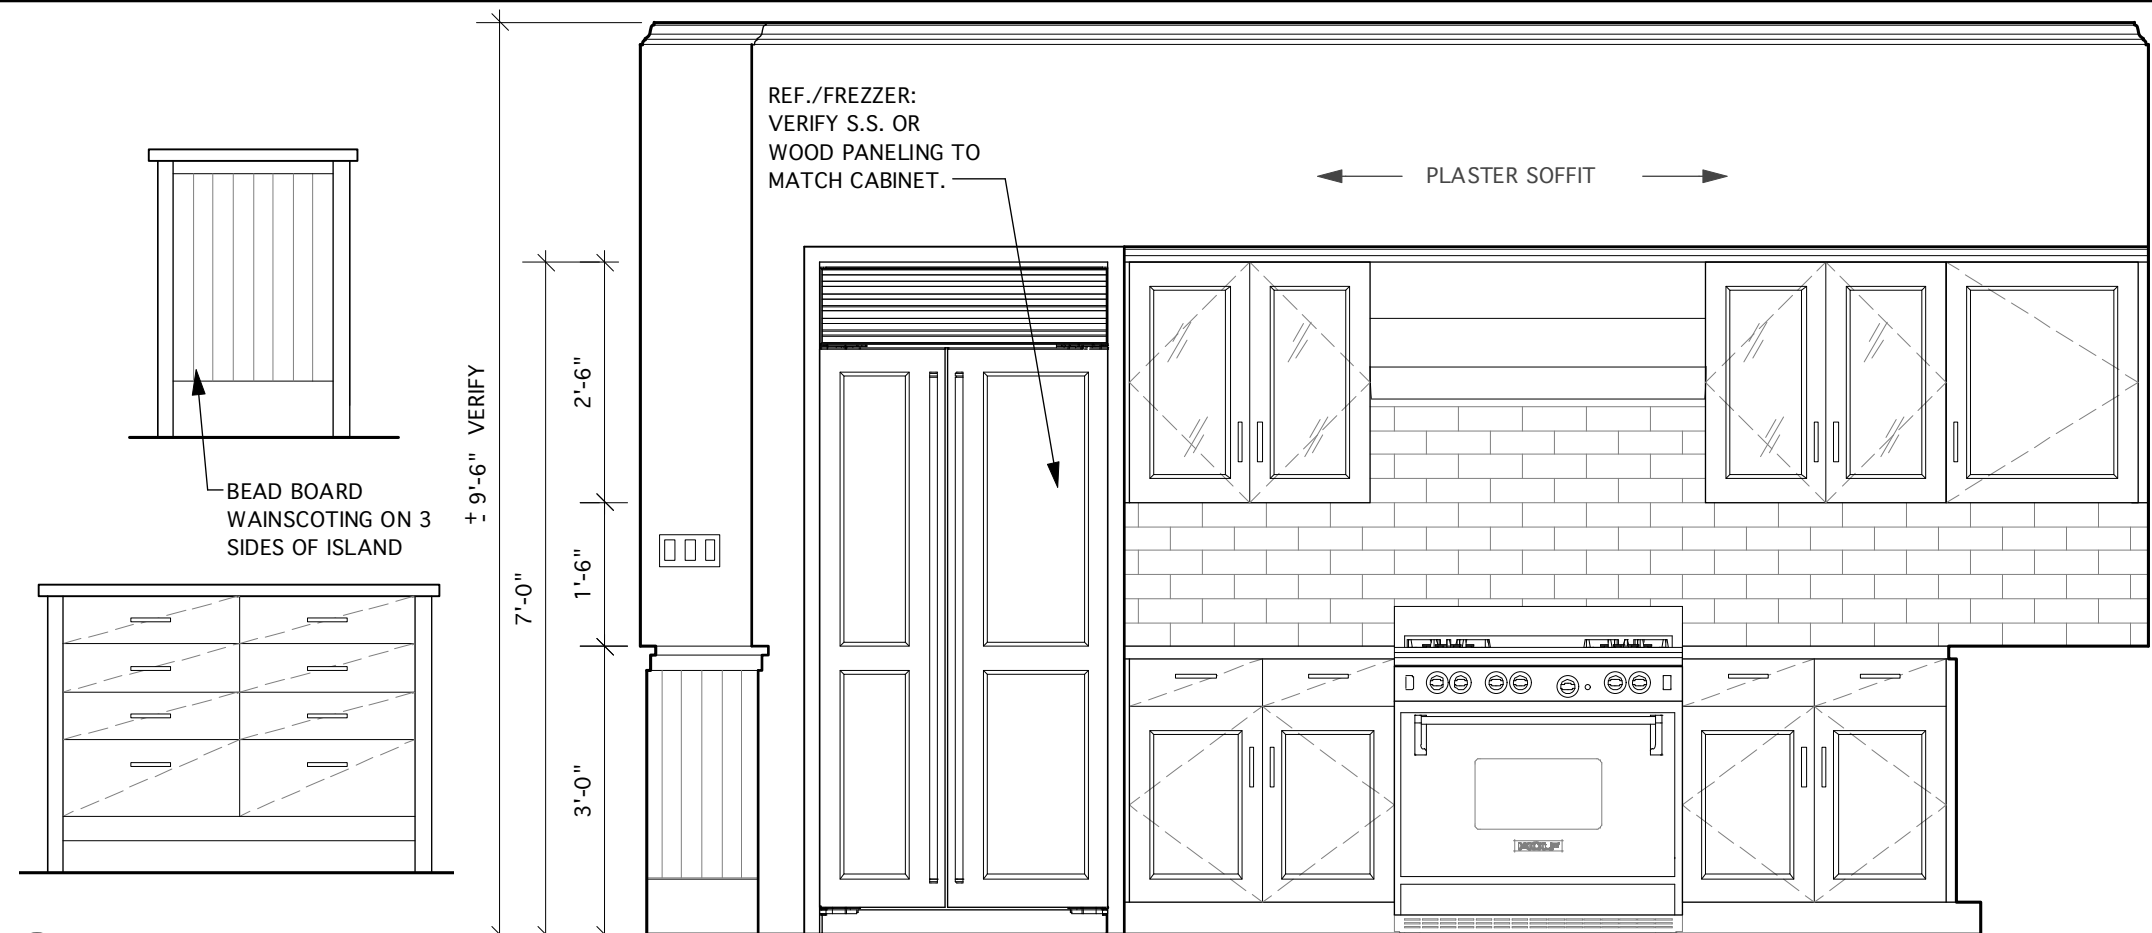 REF./FREZZER:
VERIFY S.S. OR
WOOD PANELING TO
MATCH CABINET.
PLASTER SOFFIT
BEAD BOARD
WAINSCOTING ON 3
SIDES OF ISLAND
± 9'-6" VERIFY
7'-0"
2'-6"
1'-6"
3'-0"